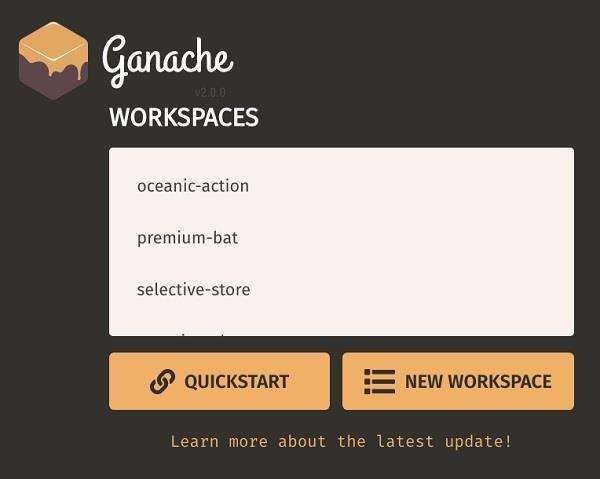 Ganache
v2.0.0
WORKSPACES
oceanic-action
premium-bat
selective-store
QUICKSTART
NEW WORKSPACE
Learn more about the latest update!